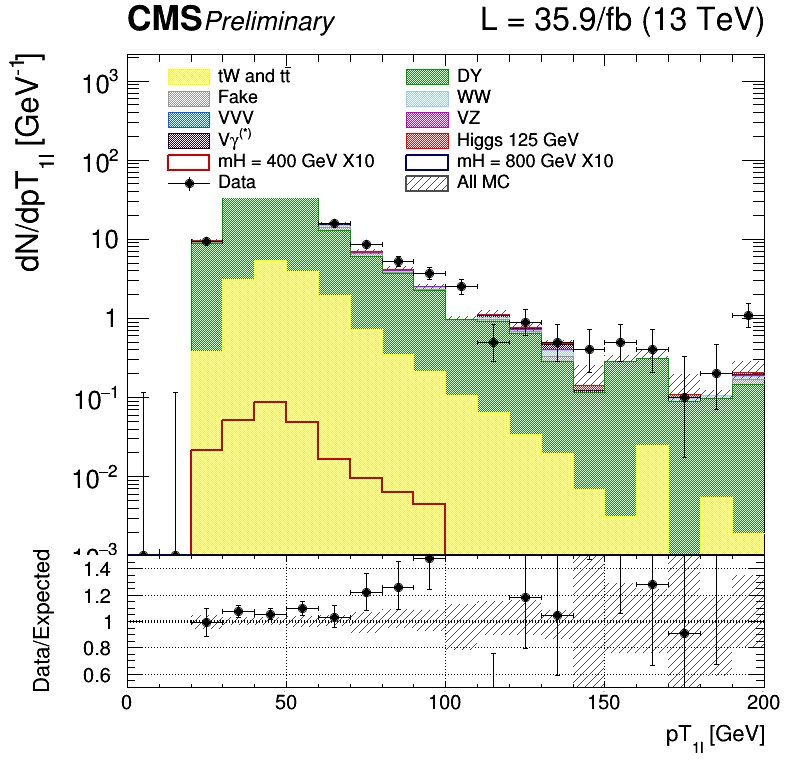 CMS Preliminary L = 35.9/fb (13 TeV)
dN/dpT1l [GeV-1]
10³
10²
10
1
10−1
10−2
10−3
tW and tt̄
DY
Fake
WW
VVV
VZ
Vγ(*)
Higgs 125 GeV
mH = 400 GeV X10
mH = 800 GeV X10
Data
All MC
Data/Expected
1.4
1.2
1
0.8
0.6
0 50 100 150 200
pT1l [GeV]